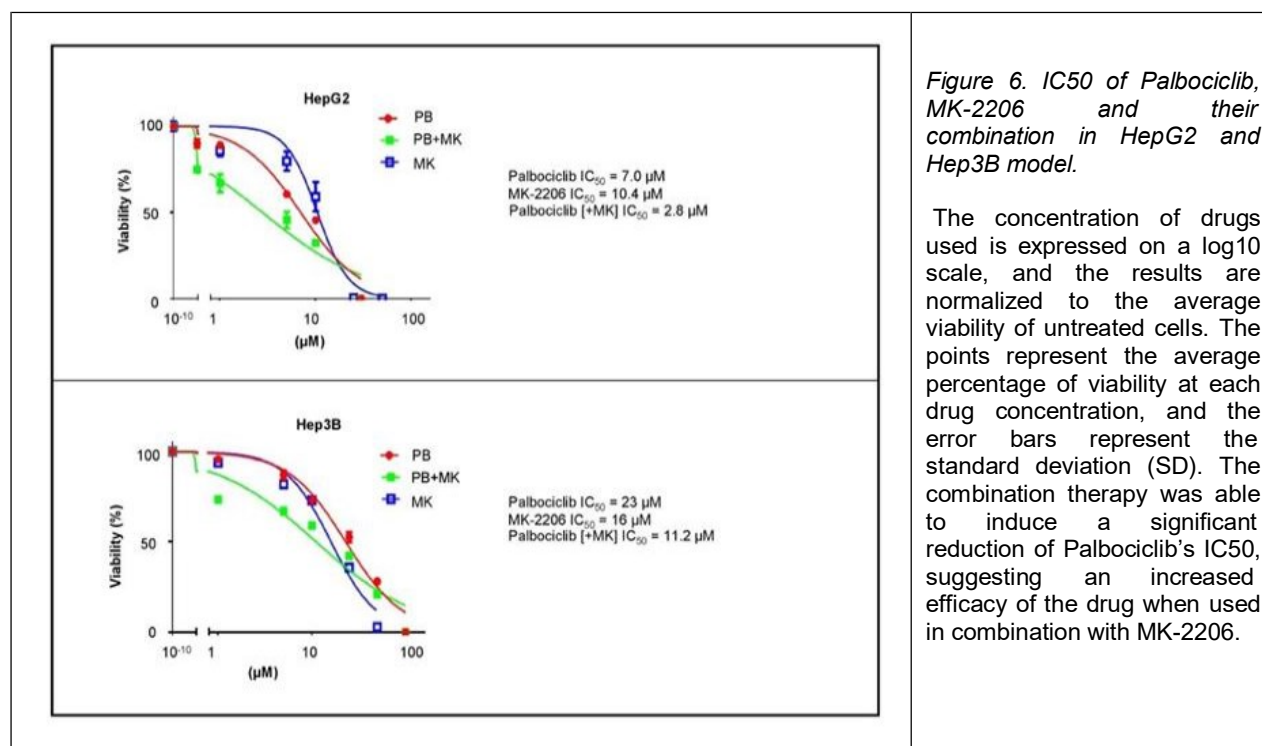 HepG2
PB
PB+MK
MK
100
50
0
Viability (%)
10⁻¹⁰ 1 10 100
(µM)
Palbociclib IC₅₀ = 7.0 µM
MK-2206 IC₅₀ = 10.4 µM
Palbociclib [+MK] IC₅₀ = 2.8 µM
Hep3B
PB
PB+MK
MK
100
50
0
Viability (%)
10⁻¹⁰ 1 10 100
(µM)
Palbociclib IC₅₀ = 23 µM
MK-2206 IC₅₀ = 16 µM
Palbociclib [+MK] IC₅₀ = 11.2 µM
Figure 6. IC50 of Palbociclib,
MK-2206 and their
combination in HepG2 and
Hep3B model.
The concentration of drugs
used is expressed on a log10
scale, and the results are
normalized to the average
viability of untreated cells. The
points represent the average
percentage of viability at each
drug concentration, and the
error bars represent the
standard deviation (SD). The
combination therapy was able
to induce a significant
reduction of Palbociclib’s IC50,
suggesting an increased
efficacy of the drug when used
in combination with MK-2206.